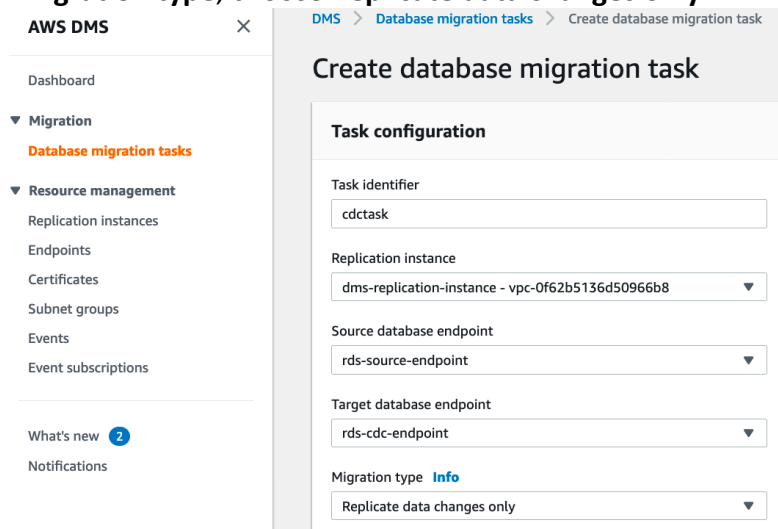 AWS DMS
Dashboard
Migration
Database migration tasks
Resource management
Replication instances
Endpoints
Certificates
Subnet groups
Events
Event subscriptions
What's new 2
Notifications
DMS > Database migration tasks > Create database migration task
Create database migration task
Task configuration
Task identifier
cdctask
Replication instance
dms-replication-instance - vpc-0f62b5136d50966b8
Source database endpoint
rds-source-endpoint
Target database endpoint
rds-cdc-endpoint
Migration type Info
Replicate data changes only